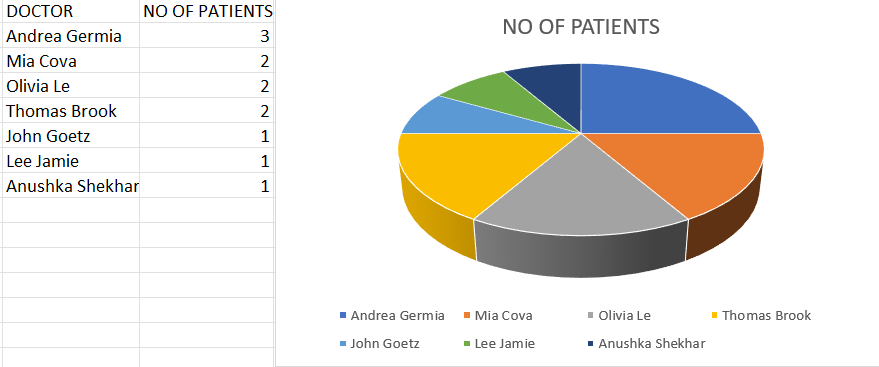 DOCTOR NO OF PATIENTS
Andrea Germia 3
Mia Cova 2
Olivia Le 2
Thomas Brook 2
John Goetz 1
Lee Jamie 1
Anushka Shekhar 1
NO OF PATIENTS
Andrea Germia Mia Cova Olivia Le Thomas Brook
John Goetz Lee Jamie Anushka Shekhar